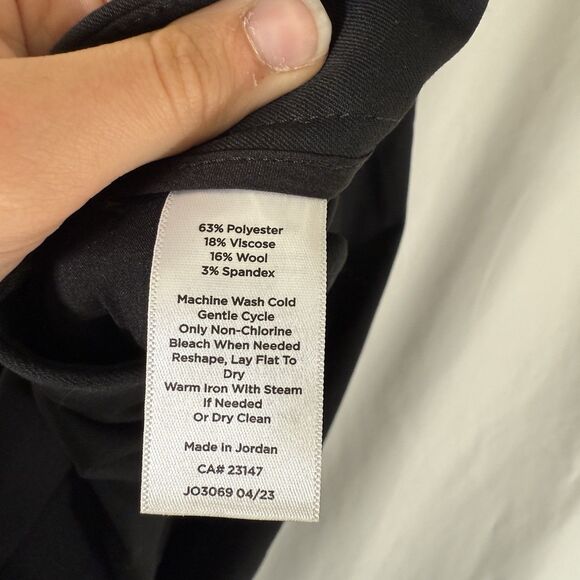 63% Polyester
18% Viscose
16% Wool
3% Spandex
Machine Wash Cold
Gentle Cycle
Only Non-Chlorine
Bleach When Needed
Reshape, Lay Flat To
Dry
Warm Iron With Steam
If Needed
Or Dry Clean
Made in Jordan
CA# 23147
JO3069 04/23